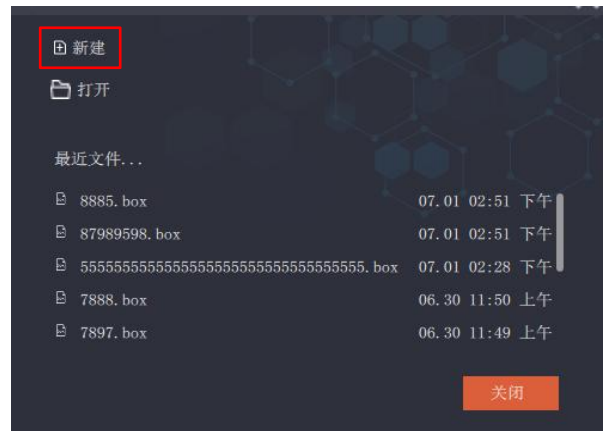 新建
打开
最近文件...
8885.box 07.01 02:51 下午
87989598.box 07.01 02:51 下午
5555555555555555555555555555555555.box 07.01 02:28 下午
7888.box 06.30 11:50 上午
7897.box 06.30 11:49 上午
关闭